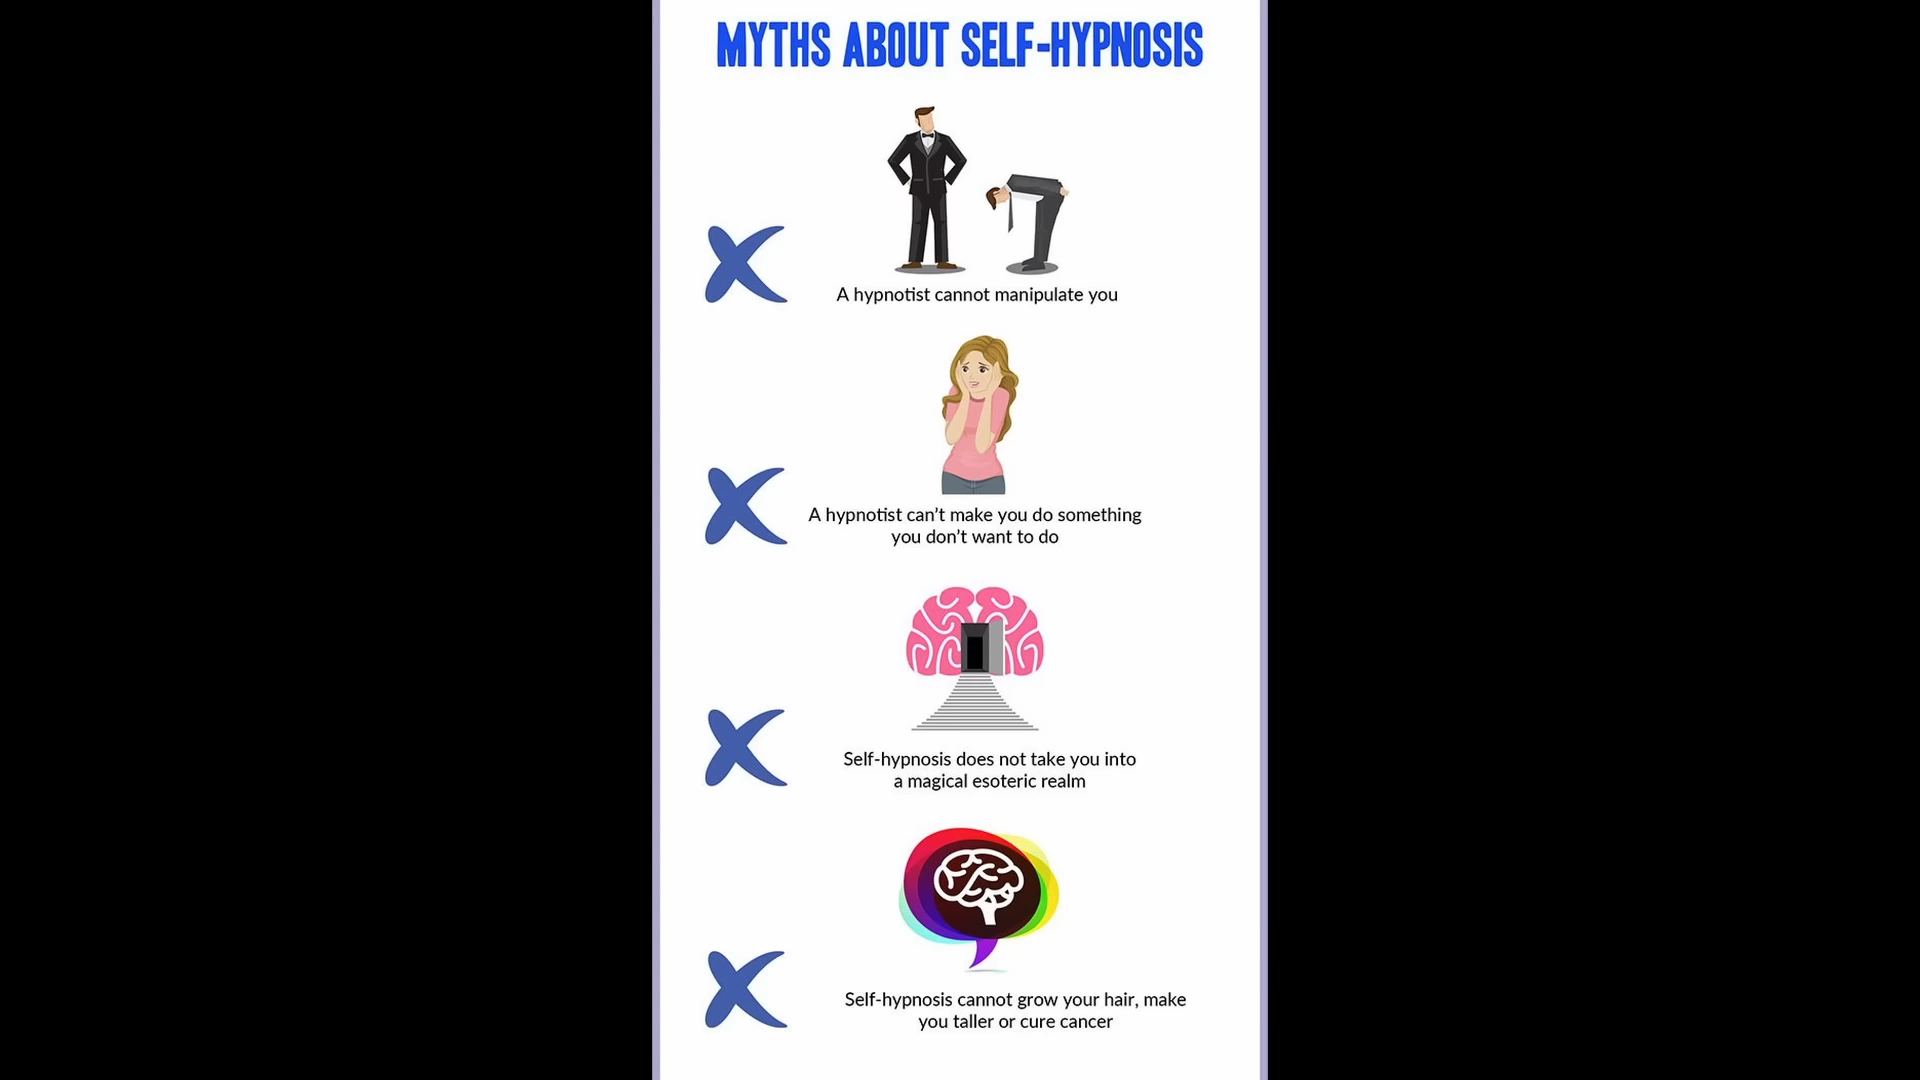 MYTHS ABOUT SELF-HYPNOSIS
A hypnotist cannot manipulate you
A hypnotist can't make you do something
you don't want to do
Self-hypnosis does not take you into
a magical esoteric realm
Self-hypnosis cannot grow your hair, make
you taller or cure cancer